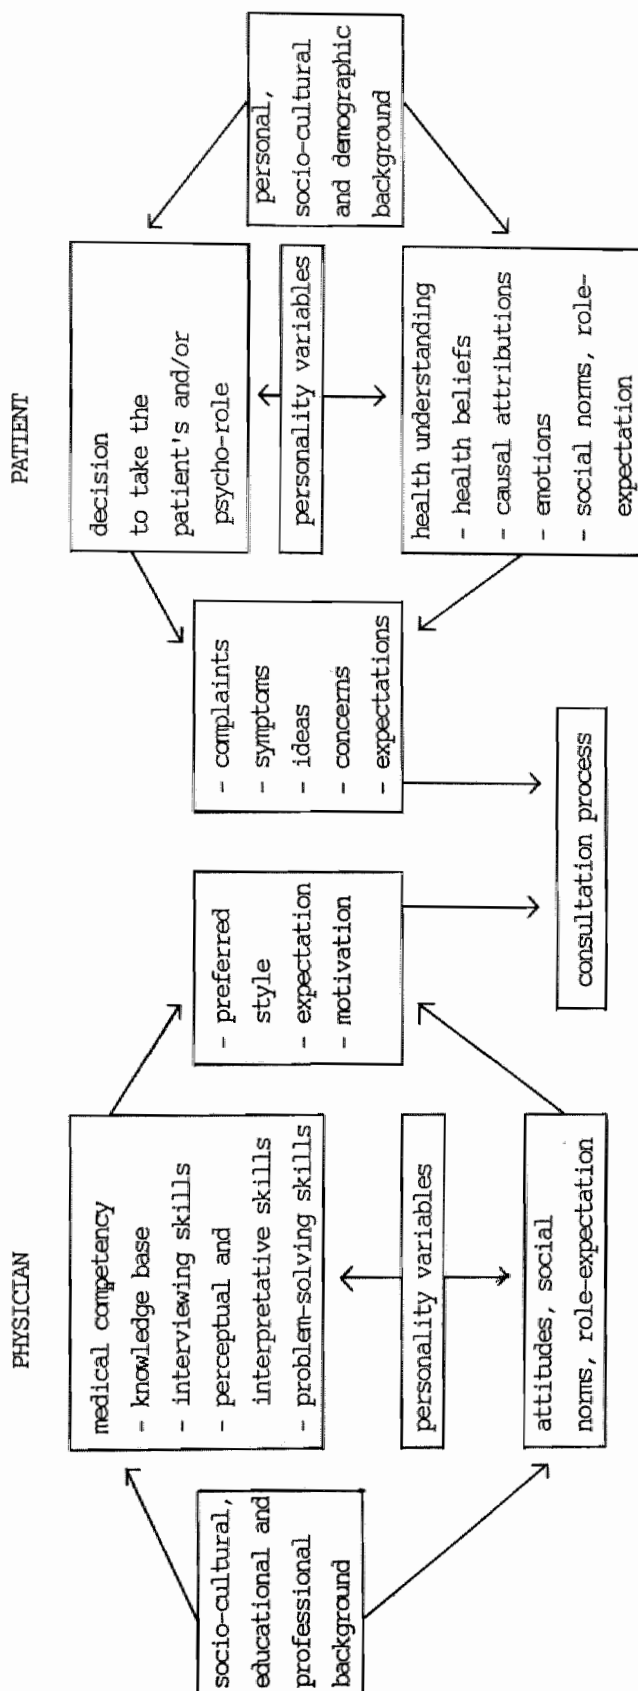 PHYSICIAN
socio-cultural,
educational and
professional
background
medical competency
- knowledge base
- interviewing skills
- perceptual and
interpretative skills
- problem-solving skills
personality variables
attitudes, social
norms, role-expectation
- preferred
style
- expectation
- motivation
consultation process
PATIENT
- complaints
- symptoms
- ideas
- concerns
- expectations
decision
to take the
patient's and/or
psycho-role
personality variables
health understanding
- health beliefs
- causal attributions
- emotions
- social norms, role-
expectation
personal,
socio-cultural
and demographic
background